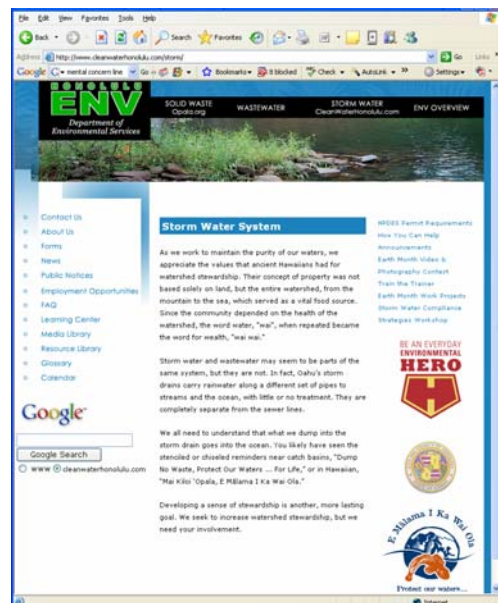 File Edit View Favorites Tools Help
Back Search Favorites
Address http://www.cleanwaterhonolulu.com/storm/ Go Links
Google mental concern line Go Bookmarks 8 blocked Check AutoLink Settings
HONOLULU
ENV
Department of
Environmental Services
SOLID WASTE
Opala.org
WASTEWATER
STORM WATER
CleanWaterHonolulu.com
ENV OVERVIEW
Contact Us
About Us
Forms
News
Public Notices
Employment Opportunities
FAQ
Learning Center
Media Library
Resource Library
Glossary
Calendar
Google
Google Search
WWW cleanwaterhonolulu.com
Storm Water System
As we work to maintain the purity of our waters, we
appreciate the values that ancient Hawaiians had for
watershed stewardship. Their concept of property was not
based solely on land, but the entire watershed, from the
mountain to the sea, which served as a vital food source.
Since the community depended on the health of the
watershed, the word water, "wai", when repeated became
the word for wealth, "wai wai."
Storm water and wastewater may seem to be parts of the
same system, but they are not. In fact, Oahu's storm
drains carry rainwater along a different set of pipes to
streams and the ocean, with little or no treatment. They are
completely separate from the sewer lines.
We all need to understand that what we dump into the
storm drain goes into the ocean. You likely have seen the
stenciled or chiseled reminders near catch basins, "Dump
No Waste, Protect Our Waters ... For Life," or in Hawaiian,
"Mai Kiloi 'Opala, E Mālama I Ka Wai Ola."
Developing a sense of stewardship is another, more lasting
goal. We seek to increase watershed stewardship, but we
need your involvement.
NPDES Permit Requirements
How You Can Help
Announcements
Earth Month Video &
Photography Contest
Train the Trainer
Earth Month Work Projects
Storm Water Compliance
Strategies Workshop
BE AN EVERYDAY
ENVIRONMENTAL
HERO
E Mālama I Ka Wai Ola
Protect our waters...
Internet